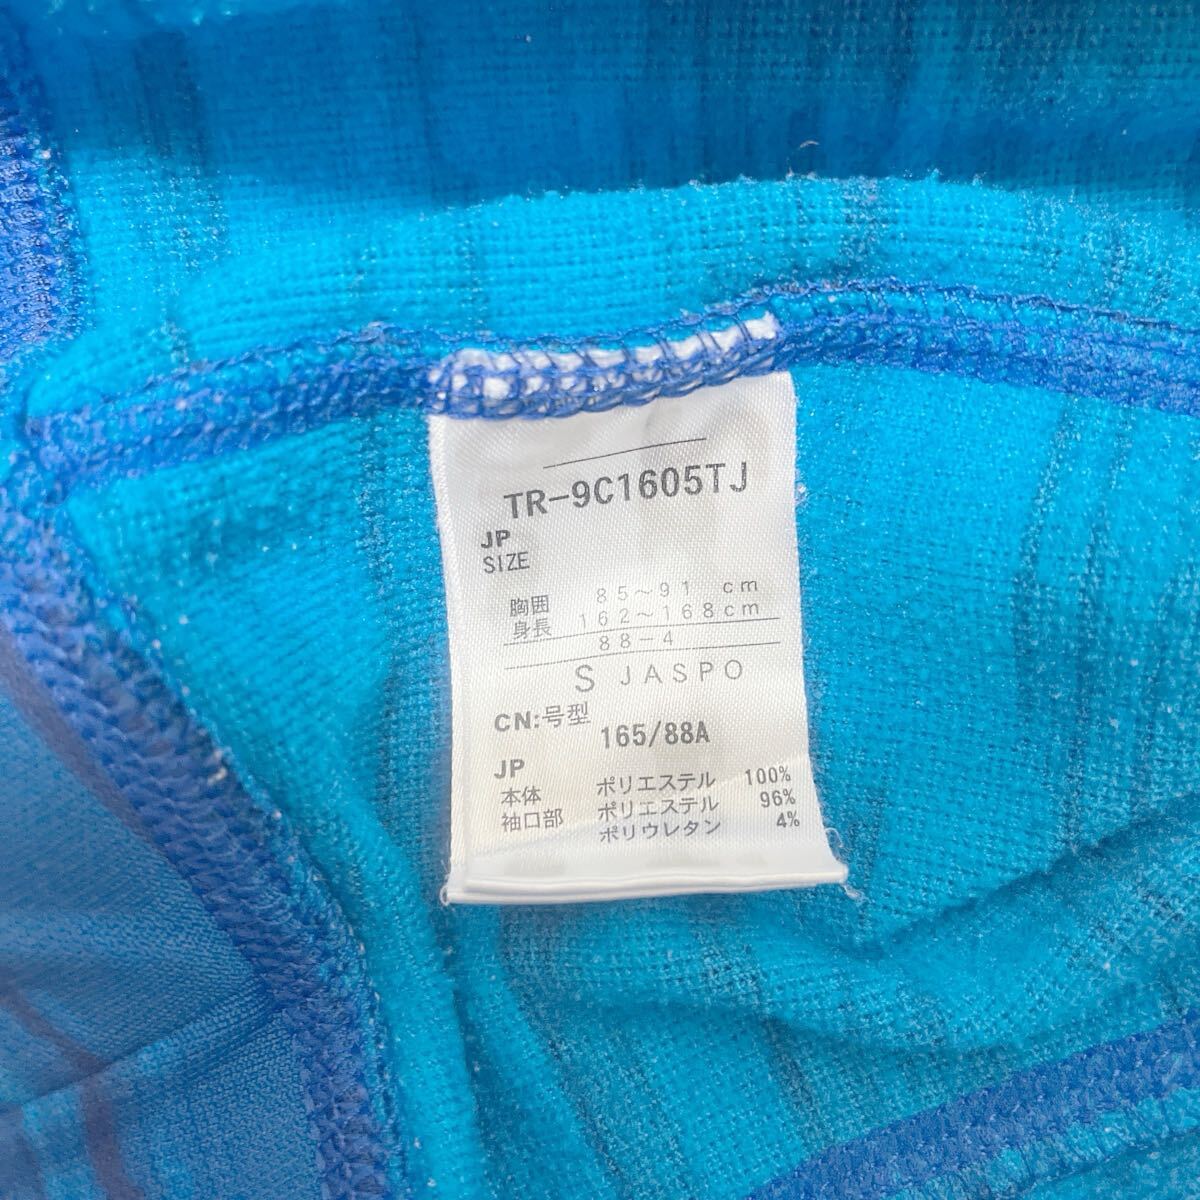 TR-9C1605TJ
JP
SIZE
胸囲 85～91 cm
身長 162～168cm
88-4
S JASPO
CN:号型
165/88A
JP
本体 ポリエステル 100%
袖口部 ポリエステル 96%
ポリウレタン 4%